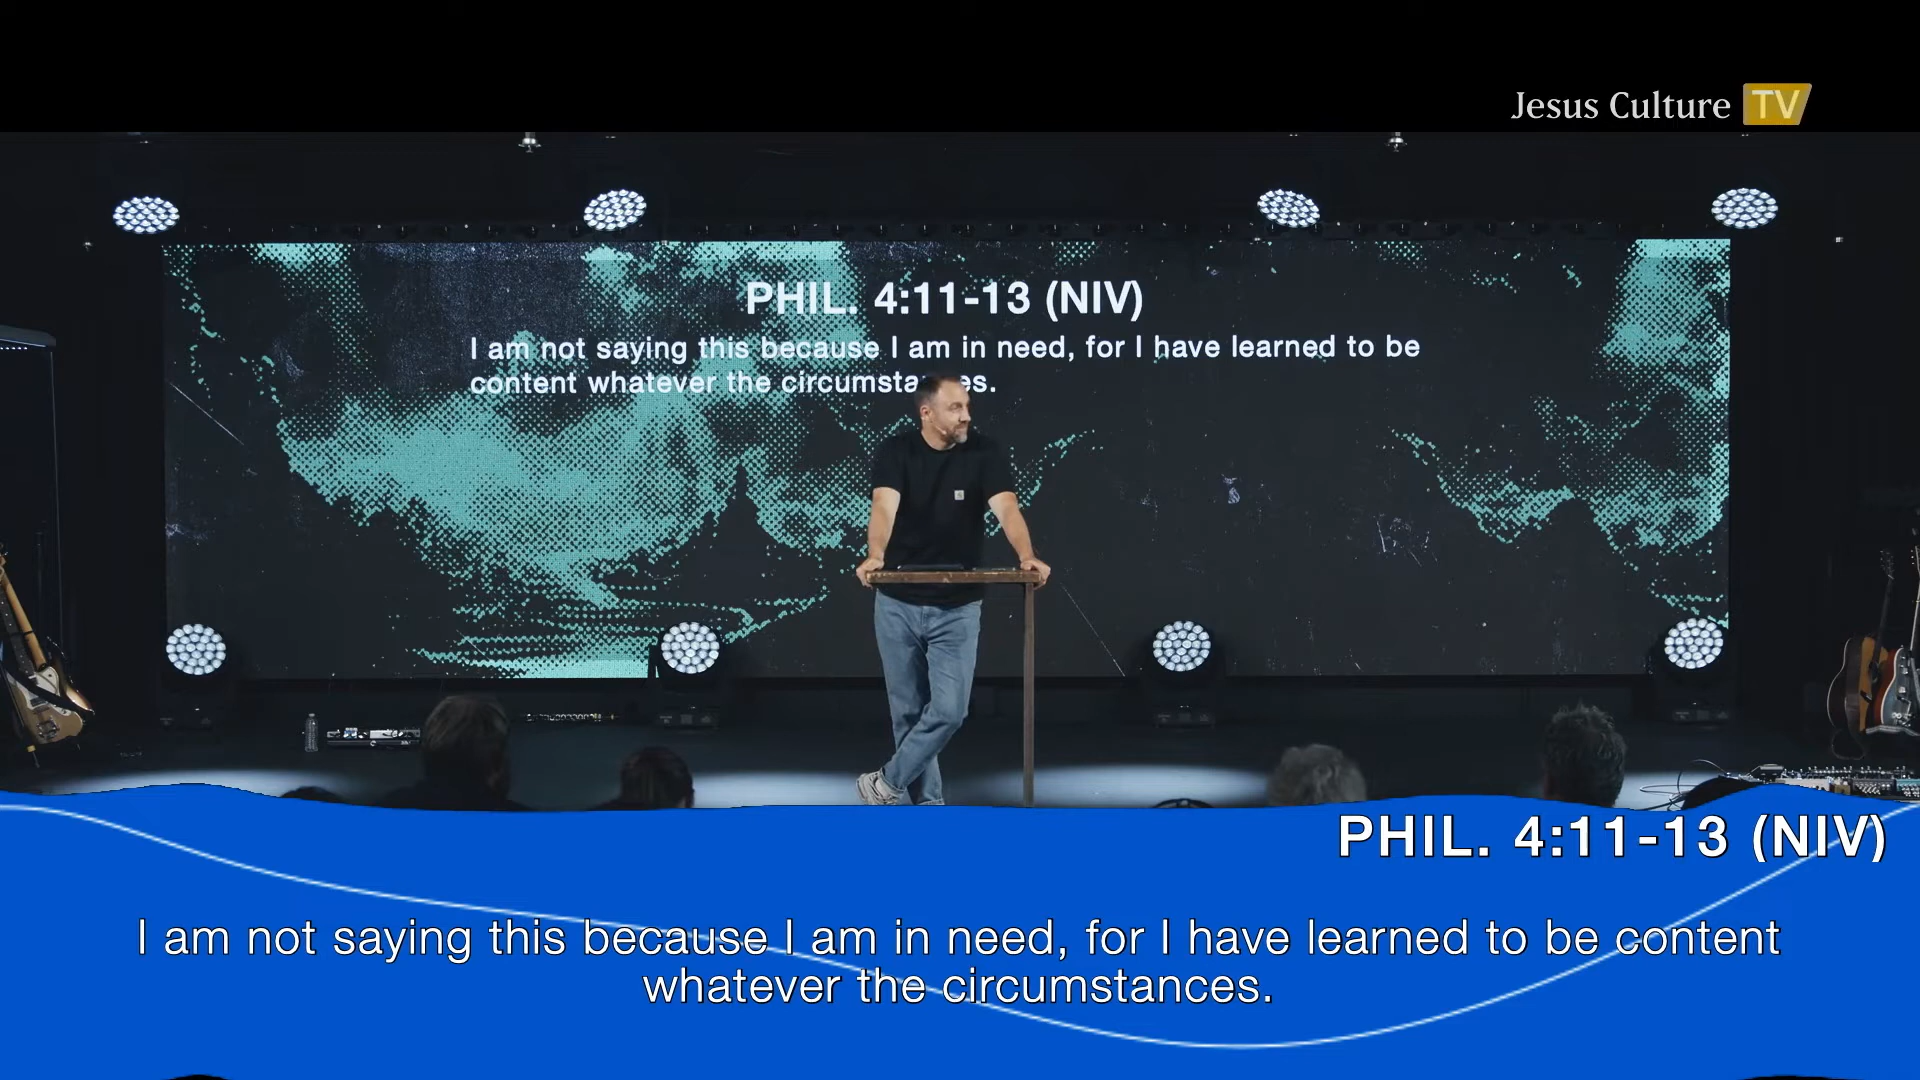 Jesus Culture TV
PHIL. 4:11-13 (NIV)
I am not saying this because I am in need, for I have learned to be
content whatever the circumstances.
PHIL. 4:11-13 (NIV)
I am not saying this because I am in need, for I have learned to be content
whatever the circumstances.